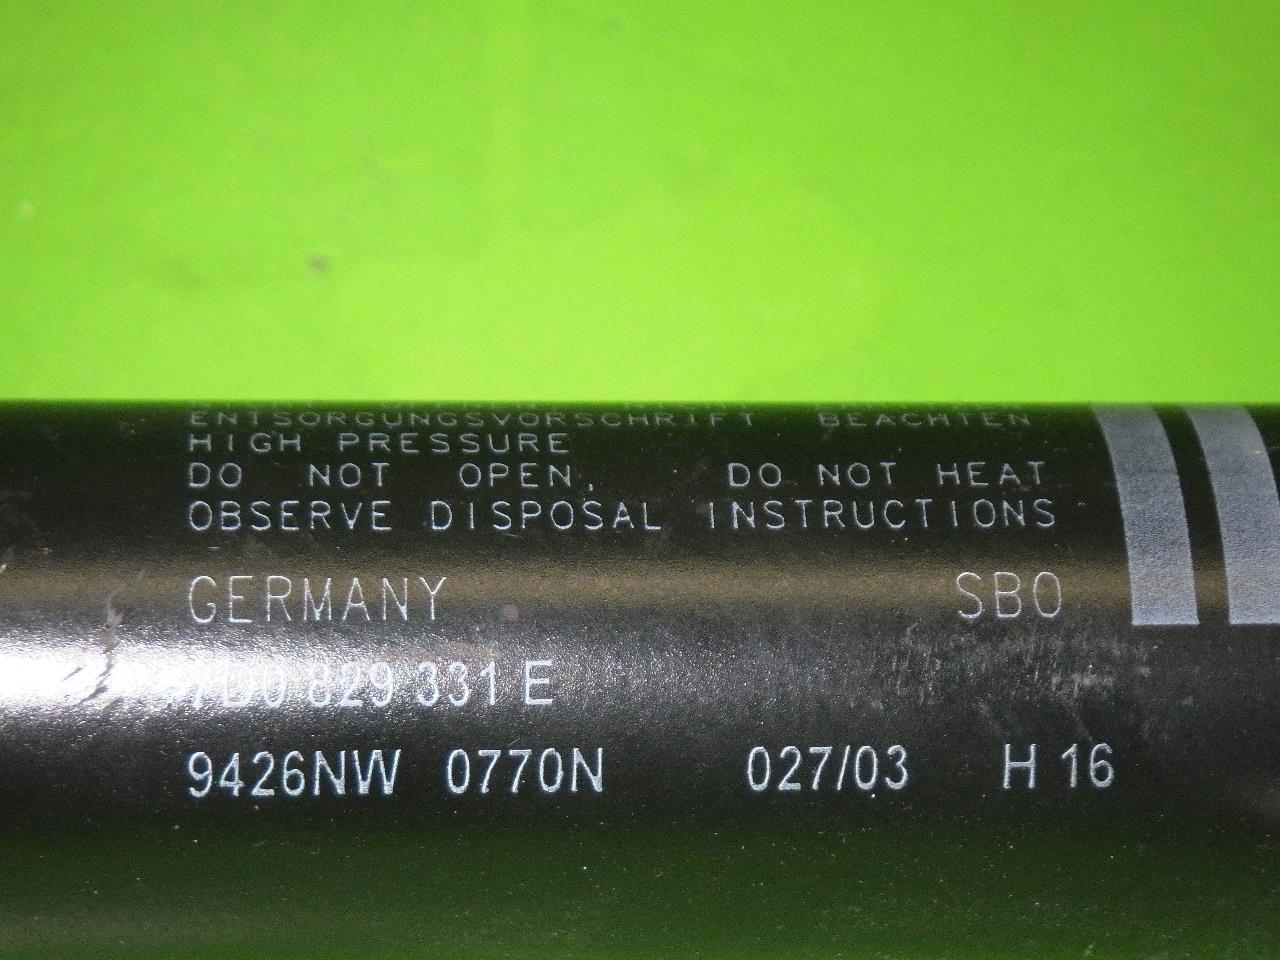 ENTSORGUNGSVORSCHRIFT BEACHTEN
HIGH PRESSURE
DO NOT OPEN, DO NOT HEAT
OBSERVE DISPOSAL INSTRUCTIONS
GERMANY SBO
7D0 829 331 E
9426NW 0770N 027/03 H 16